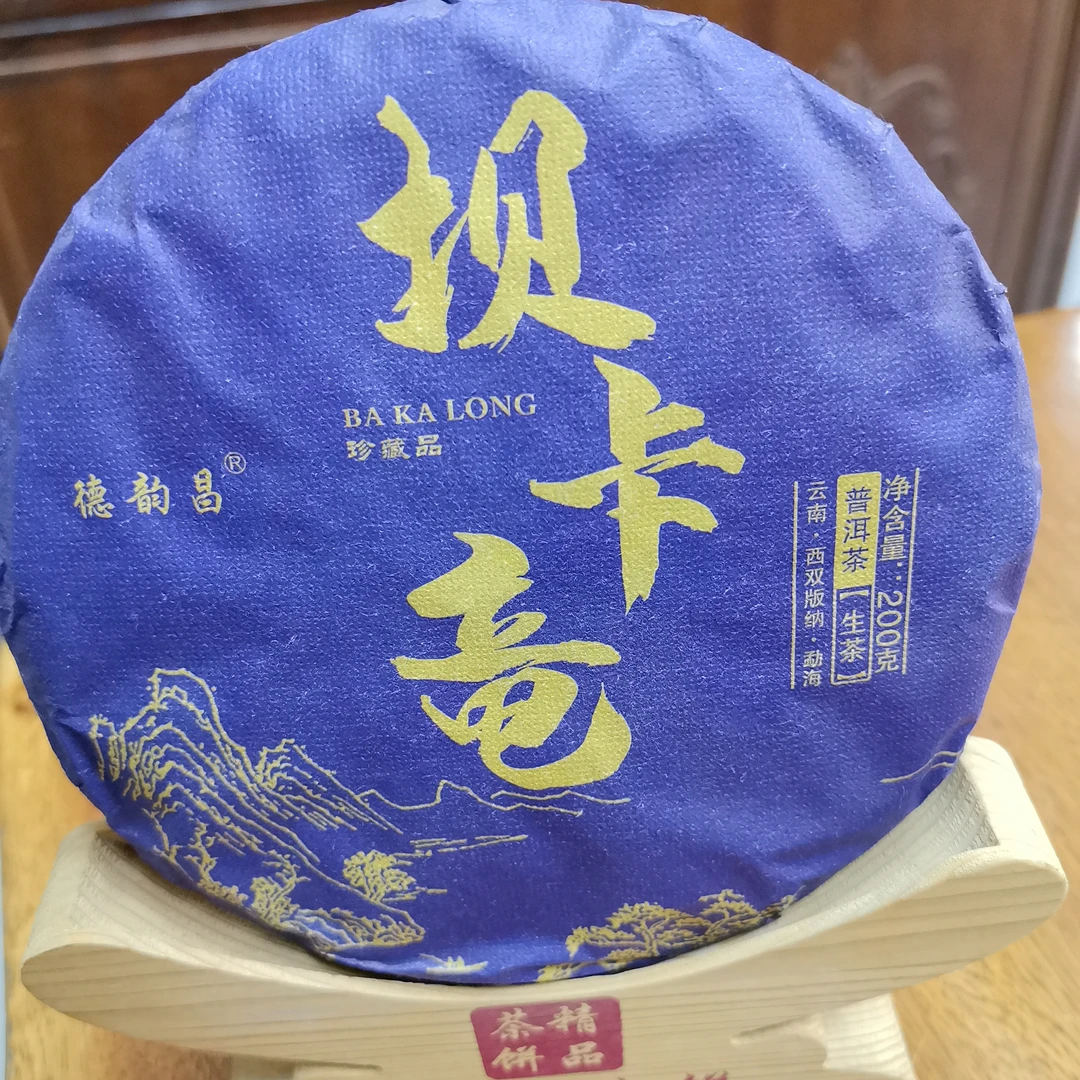 坝卡竜
BA KA LONG
珍藏品
德韵昌®
净含量：200克
普洱茶【生茶】
云南·西双版纳·勐海
精品
茶饼